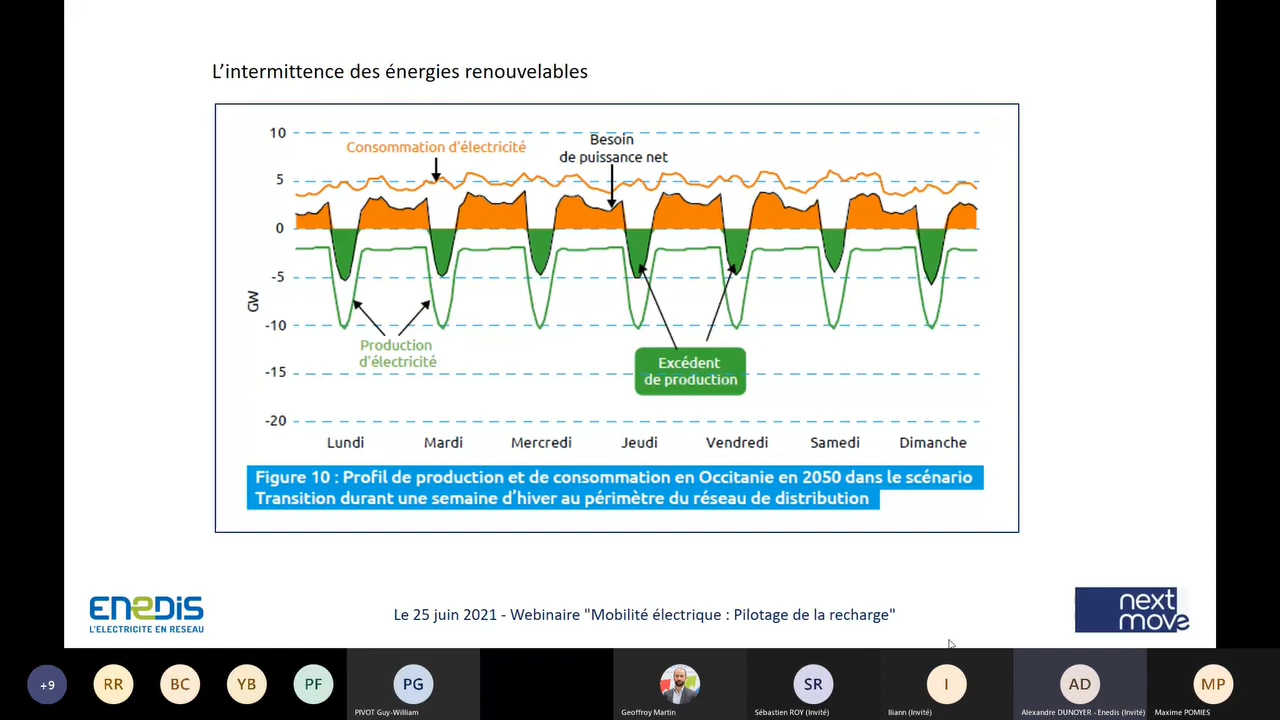 L'intermittence des énergies renouvelables
10
5
0
-5
-10
-15
-20
GW
Consommation d'électricité
Besoin
de puissance net
Production
d'électricité
Excédent
de production
Lundi
Mardi
Mercredi
Jeudi
Vendredi
Samedi
Dimanche
Figure 10 : Profil de production et de consommation en Occitanie en 2050 dans le scénario
Transition durant une semaine d'hiver au périmètre du réseau de distribution
ENEDIS
L'ELECTRICITE EN RESEAU
Le 25 juin 2021 - Webinaire "Mobilité électrique : Pilotage de la recharge"
next
move
+9
RR
BC
YB
PF
PG
PIVOT Guy-William
Geoffroy Martin
SR
Sébastien ROY (Invité)
I
Iliann (Invité)
AD
Alexandre DUNOYER - Enedis (Invité)
MP
Maxime POMIES